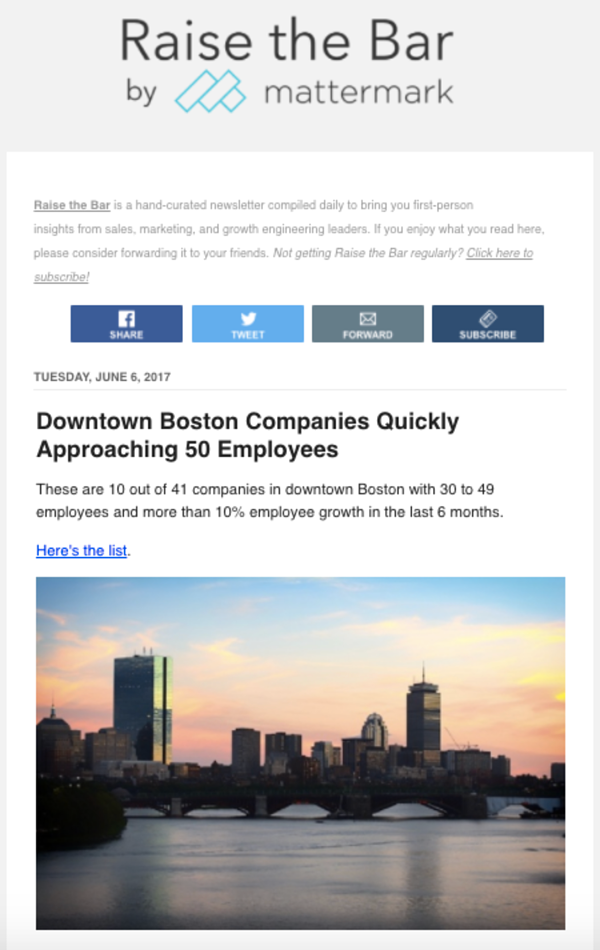 Raise the Bar
by mattermark
Raise the Bar is a hand-curated newsletter compiled daily to bring you first-person
insights from sales, marketing, and growth engineering leaders. If you enjoy what you read here,
please consider forwarding it to your friends. Not getting Raise the Bar regularly? Click here to
subscribe!
SHARE
TWEET
FORWARD
SUBSCRIBE
TUESDAY, JUNE 6, 2017
Downtown Boston Companies Quickly
Approaching 50 Employees
These are 10 out of 41 companies in downtown Boston with 30 to 49
employees and more than 10% employee growth in the last 6 months.
Here's the list.